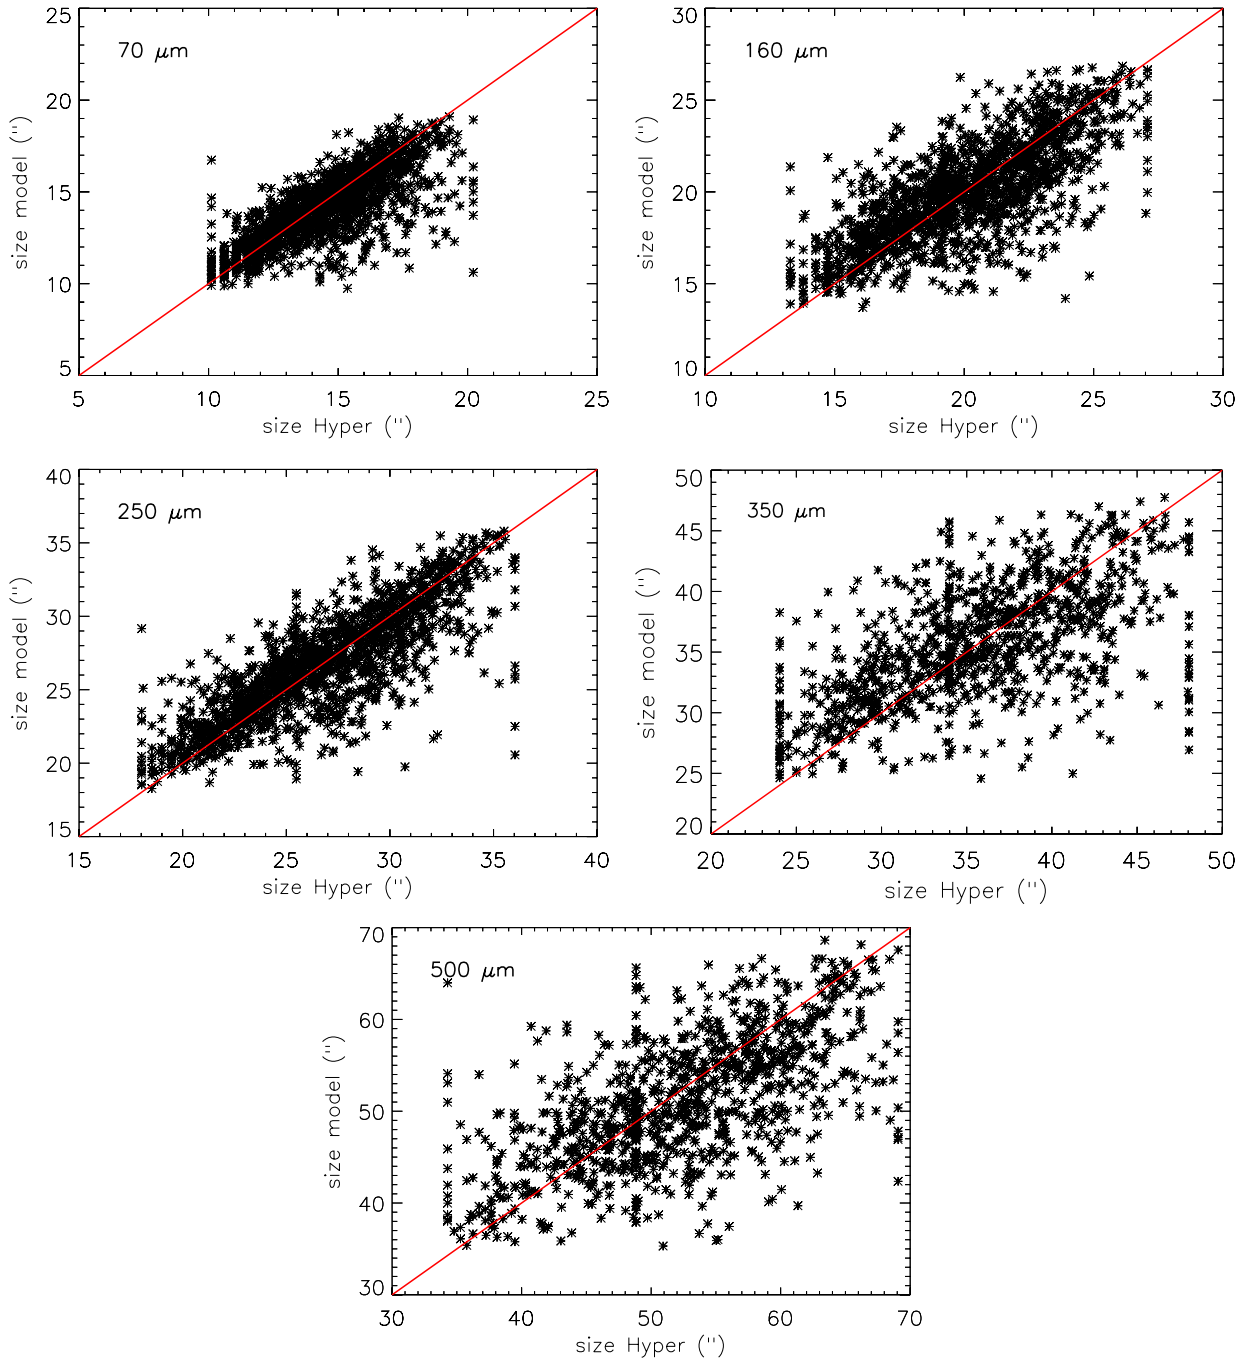 70 μm
25
20
15
10
5
size model (")
5 10 15 20 25
size Hyper (")
160 μm
30
25
20
15
10
size model (")
10 15 20 25 30
size Hyper (")
250 μm
40
35
30
25
20
15
size model (")
15 20 25 30 35 40
size Hyper (")
350 μm
50
45
40
35
30
25
20
size model (")
20 25 30 35 40 45 50
size Hyper (")
500 μm
70
60
50
40
30
size model (")
30 40 50 60 70
size Hyper (")